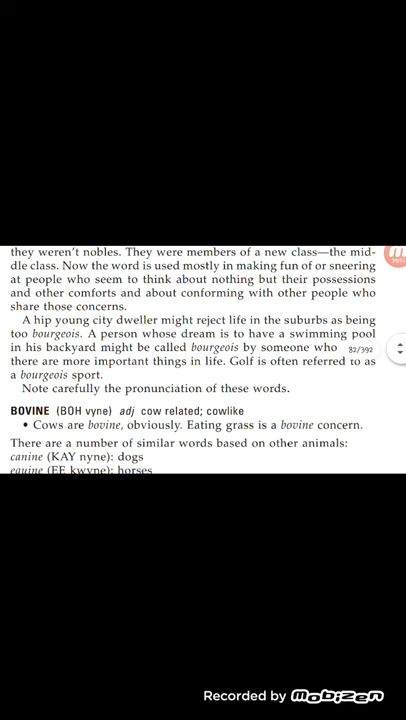 they weren't nobles. They were members of a new class—the mid-
dle class. Now the word is used mostly in making fun of or sneering
at people who seem to think about nothing but their possessions
and other comforts and about conforming with other people who
share those concerns.
A hip young city dweller might reject life in the suburbs as being
too bourgeois. A person whose dream is to have a swimming pool
in his backyard might be called bourgeois by someone who
82/392
there are more important things in life. Golf is often referred to as
a bourgeois sport.
Note carefully the pronunciation of these words.
BOVINE (BOH vyne) adj cow related; cowlike
• Cows are bovine, obviously. Eating grass is a bovine concern.
There are a number of similar words based on other animals:
canine (KAY nyne): dogs
equine (EE kwyne): horses
Recorded by mobizen